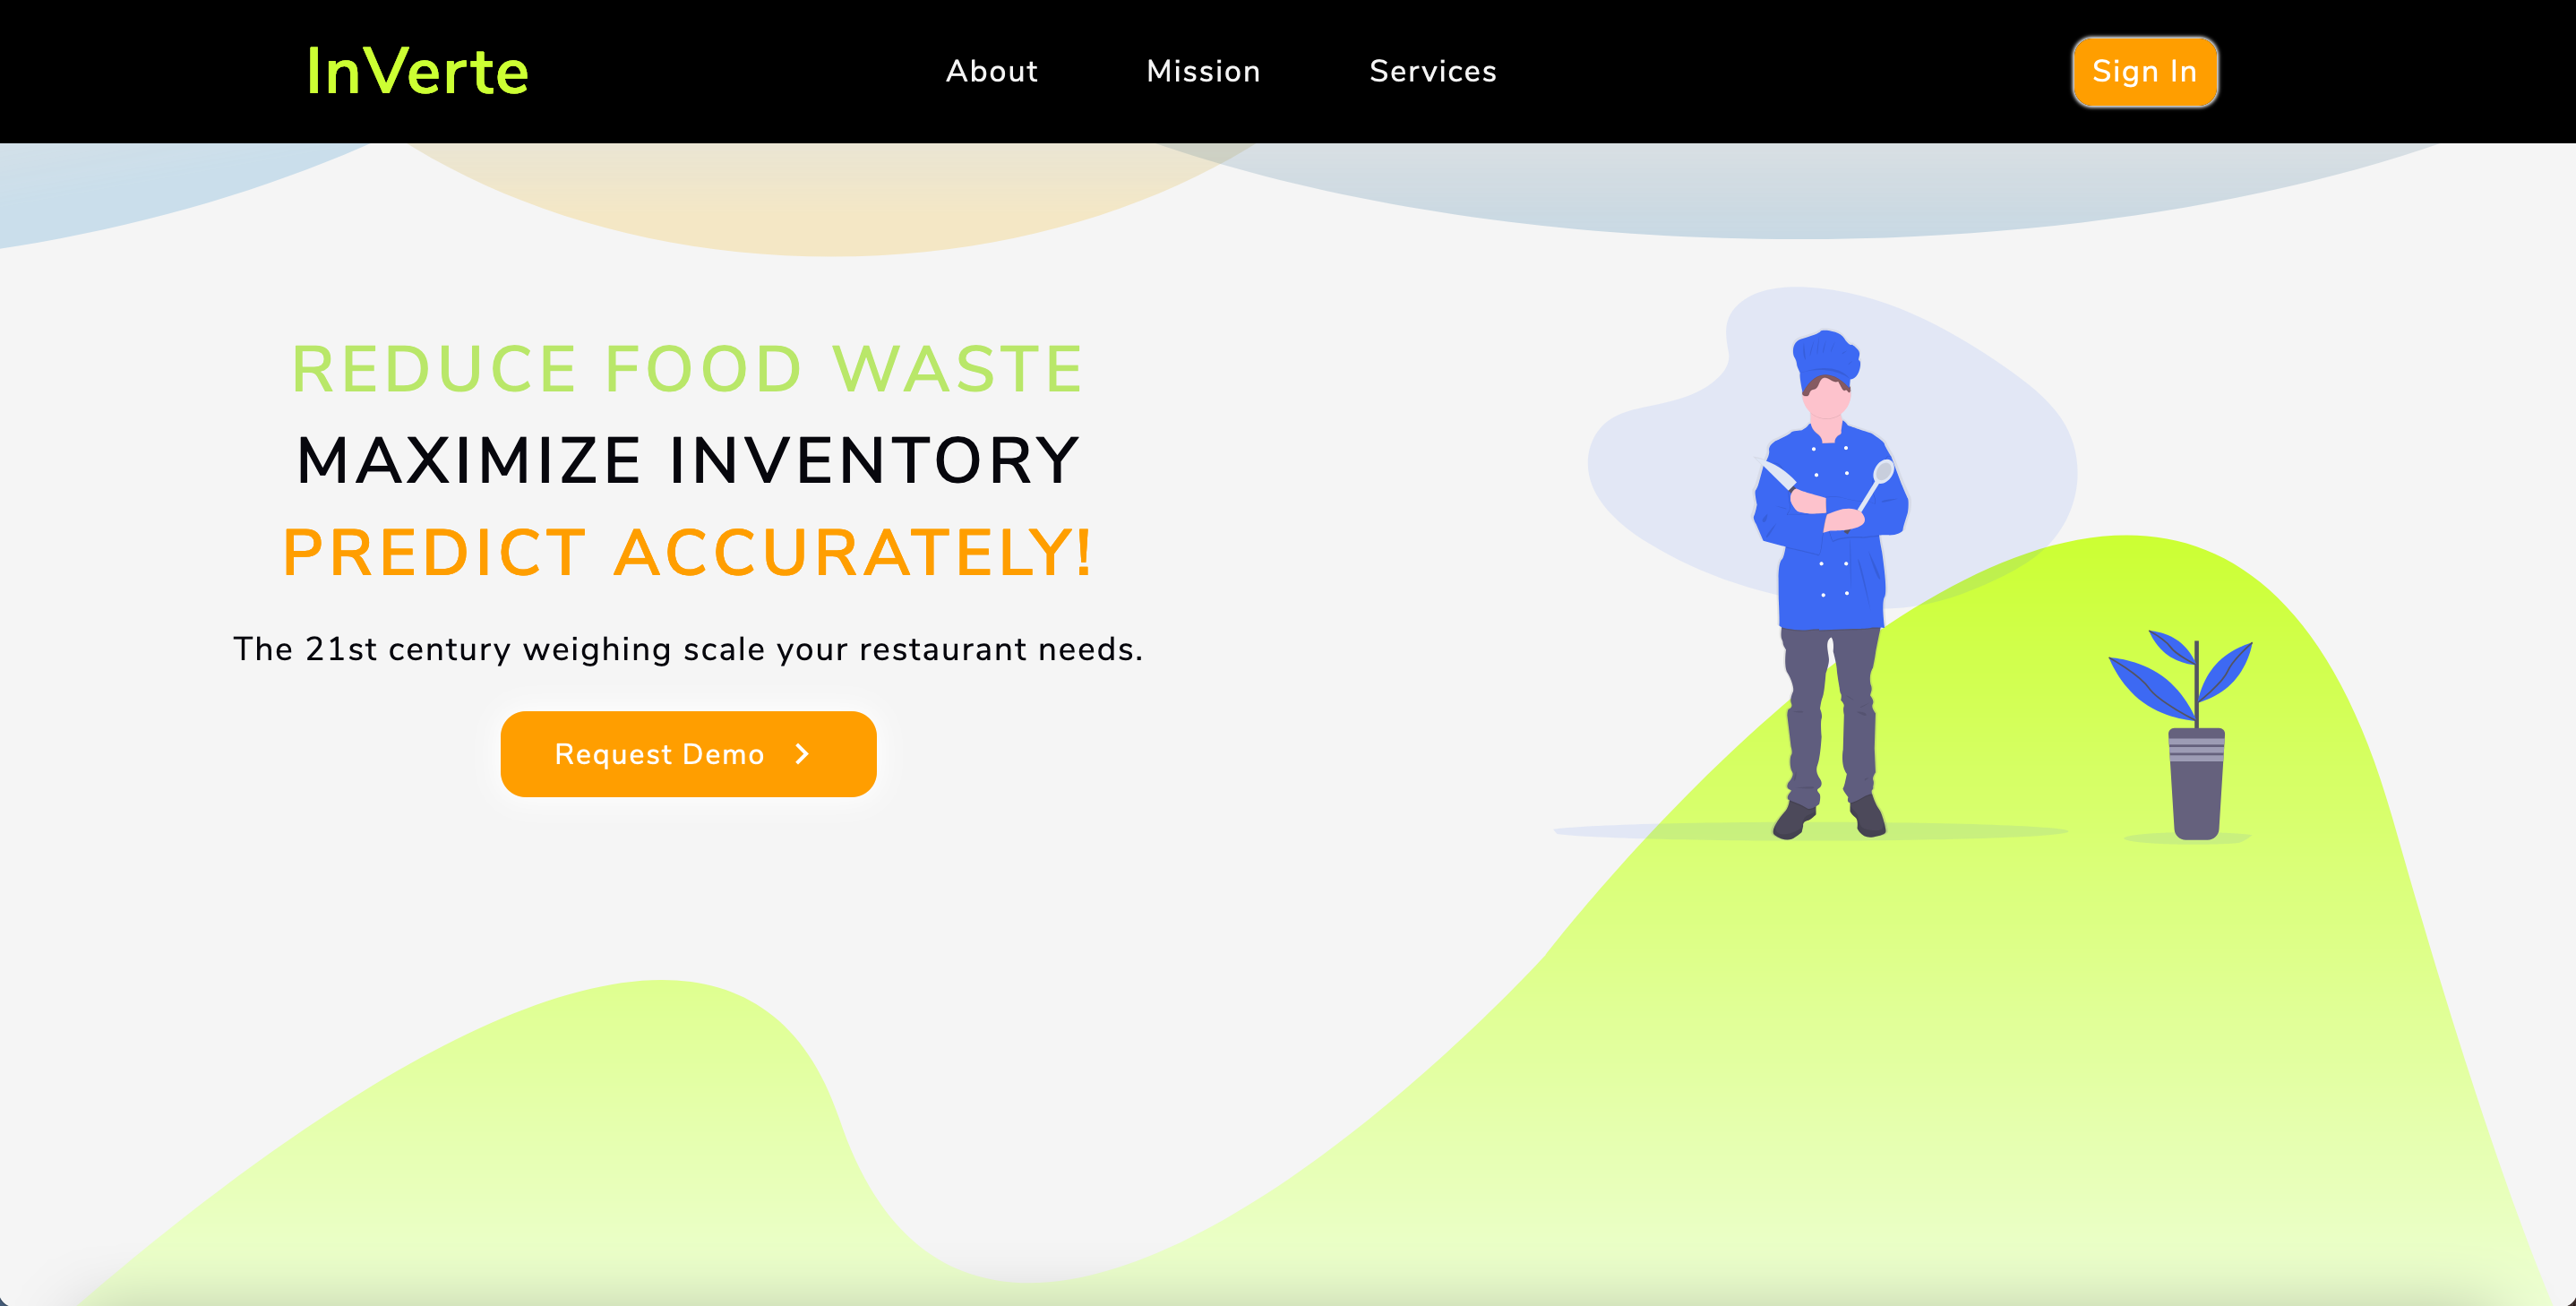 InVerte
About
Mission
Services
Sign In
REDUCE FOOD WASTE
MAXIMIZE INVENTORY
PREDICT ACCURATELY!
The 21st century weighing scale your restaurant needs.
Request Demo